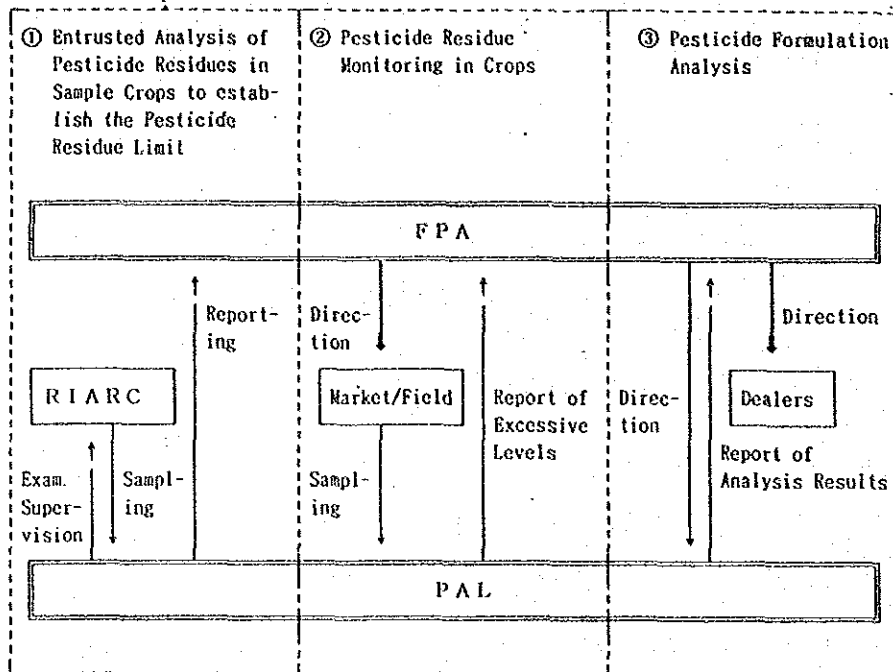 ① Entrusted Analysis of
Pesticide Residues in
Sample Crops to estab-
lish the Pesticide
Residue Limit
② Pesticide Residue
Monitoring in Crops
③ Pesticide Formulation
Analysis
FPA
Report-
ing
Direc-
tion
Direction
RIARC
Market/Field
Report of
Excessive
Levels
Direc-
tion
Dealers
Exam.
Super-
vision
Sampl-
ing
Sampl-
ing
Report of
Analysis Results
PAL